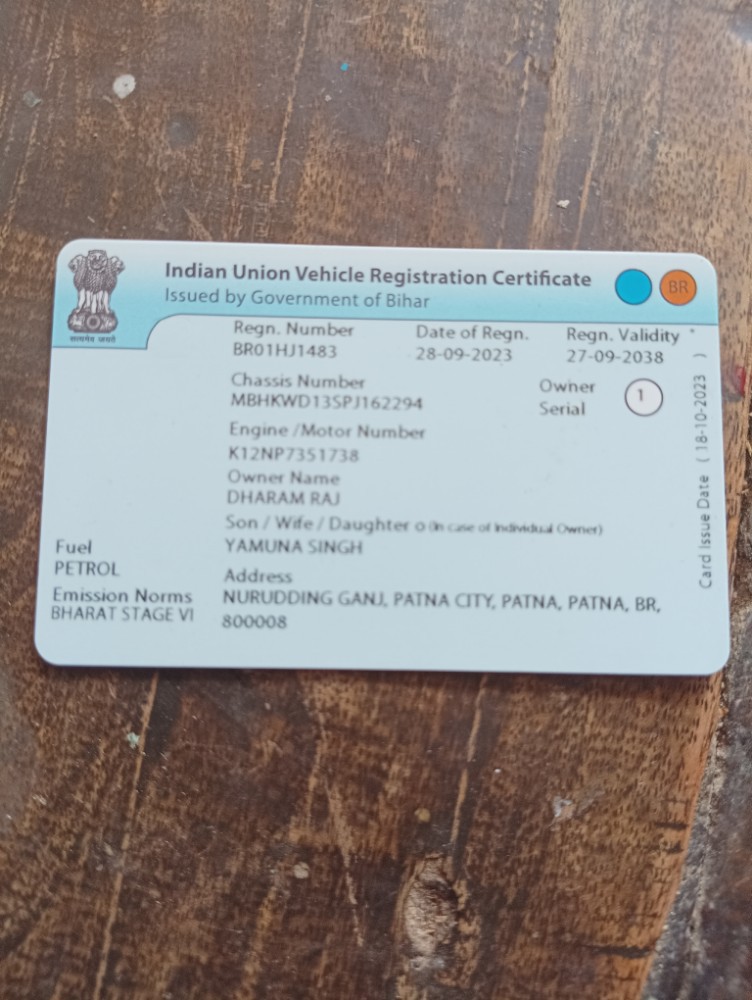 Indian Union Vehicle Registration Certificate
Issued by Government of Bihar
BR
सत्यमेव जयते
Regn. Number
BR01HJ1483
Date of Regn.
28-09-2023
Regn. Validity *
27-09-2038
Chassis Number
MBHKWD13SPJ162294
Owner
Serial
1
Engine /Motor Number
K12NP7351738
Owner Name
DHARAM RAJ
Son / Wife / Daughter o (In case of Individual Owner)
YAMUNA SINGH
Fuel
PETROL
Emission Norms
BHARAT STAGE VI
Address
NURUDDING GANJ, PATNA CITY, PATNA, PATNA, BR,
800008
Card Issue Date ( 18-10-2023 )